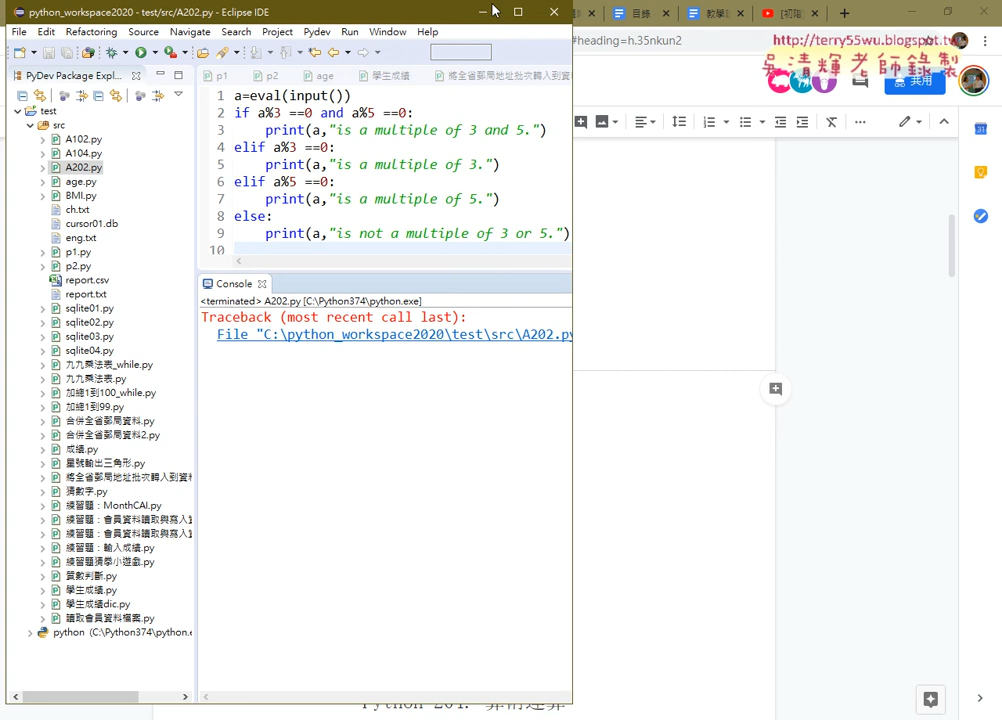 python_workspace2020 - test/src/A202.py - Eclipse IDE
目錄
教學
[初階
File Edit Refactoring Source Navigate Search Project Pydev Run Window Help
#heading=h.35nkun2
http://terry55wu.blogspot.tw
吳清輝老師錄製
共用
PyDev Package Expl...
p1
p2
age
學生成績
將全省郵局地址批次轉入到資
test
src
A102.py
A104.py
A202.py
age.py
BMI.py
ch.txt
cursor01.db
eng.txt
p1.py
p2.py
report.csv
report.txt
sqlite01.py
sqlite02.py
sqlite03.py
sqlite04.py
九九乘法表_while.py
九九乘法表.py
加總1到100_while.py
加總1到99.py
合併全省郵局資料.py
合併全省郵局資料2.py
成績.py
星號輸出三角形.py
將全省郵局地址批次轉入到資料
猜數字.py
練習題：MonthCAI.py
練習題：會員資料讀取與寫入資
練習題：會員資料讀取與寫入資
練習題：輸入成績.py
練習題猜拳小遊戲.py
質數判斷.py
學生成績.py
學生成績dic.py
讀取會員資料檔案.py
python (C:\Python374\python.e
1 a=eval(input())
2 if a%3 ==0 and a%5 ==0:
3 print(a,"is a multiple of 3 and 5.")
4 elif a%3 ==0:
5 print(a,"is a multiple of 3.")
6 elif a%5 ==0:
7 print(a,"is a multiple of 5.")
8 else:
9 print(a,"is not a multiple of 3 or 5.")
10
Console
<terminated> A202.py [C:\Python374\python.exe]
Traceback (most recent call last):
File "C:\python_workspace2020\test\src\A202.py